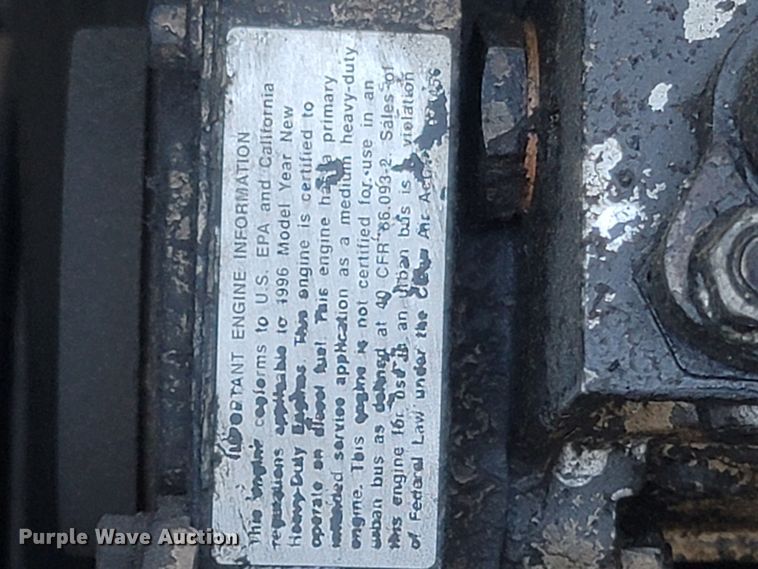 IMPORTANT ENGINE INFORMATION
This engine conforms to U.S. EPA and California
regulations applicable to 1996 Model Year New
Heavy-Duty Engines. This engine is certified to
operate on diesel fuel. This engine has a primary
intended service application as a medium heavy-duty
engine. This engine is not certified for use in an
urban bus as defined at 40 CFR 86.093-2. Sales of
this engine for use in an urban bus is a violation
of Federal Law under the Clean Air Act.
Purple Wave Auction